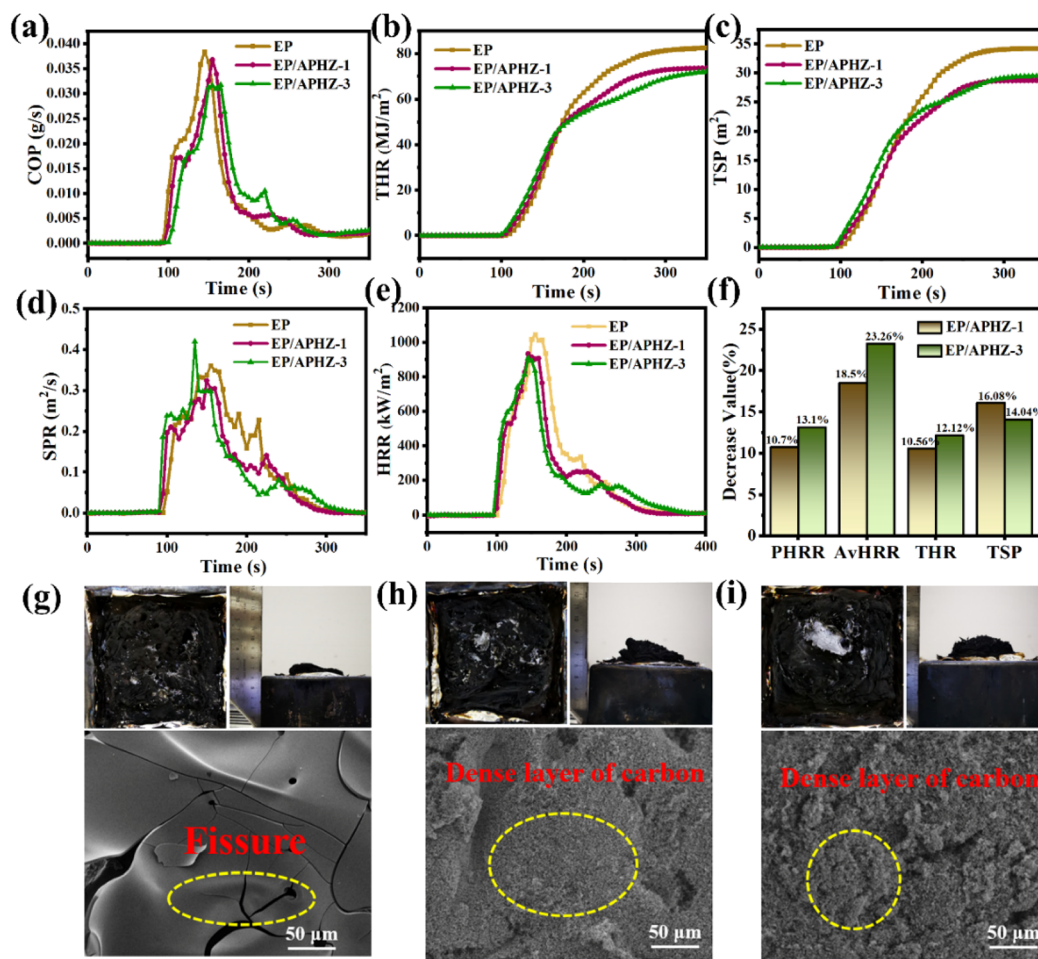 (a)
COP (g/s)
0.040
0.035
0.030
0.025
0.020
0.015
0.010
0.005
0.000
EP
EP/APHZ-1
EP/APHZ-3
0
100
200
300
Time (s)
(b)
THR (MJ/m²)
80
60
40
20
0
EP
EP/APHZ-1
EP/APHZ-3
0
100
200
300
Time (s)
(c)
TSP (m²)
35
30
25
20
15
10
5
0
EP
EP/APHZ-1
EP/APHZ-3
0
100
200
300
Time (s)
(d)
SPR (m²/s)
0.5
0.4
0.3
0.2
0.1
0.0
EP
EP/APHZ-1
EP/APHZ-3
0
100
200
300
Time (s)
(e)
HRR (kW/m²)
1200
1000
800
600
400
200
0
EP
EP/APHZ-1
EP/APHZ-3
0
100
200
300
400
Time (s)
(f)
Decrease Value(%)
25
20
15
10
5
0
EP/APHZ-1
EP/APHZ-3
10.7%
13.1%
18.5%
23.26%
10.56%
12.12%
16.08%
14.04%
PHRR
AvHRR
THR
TSP
(g)
Fissure
50 µm
(h)
Dense layer of carbon
50 µm
(i)
Dense layer of carbon
50 µm